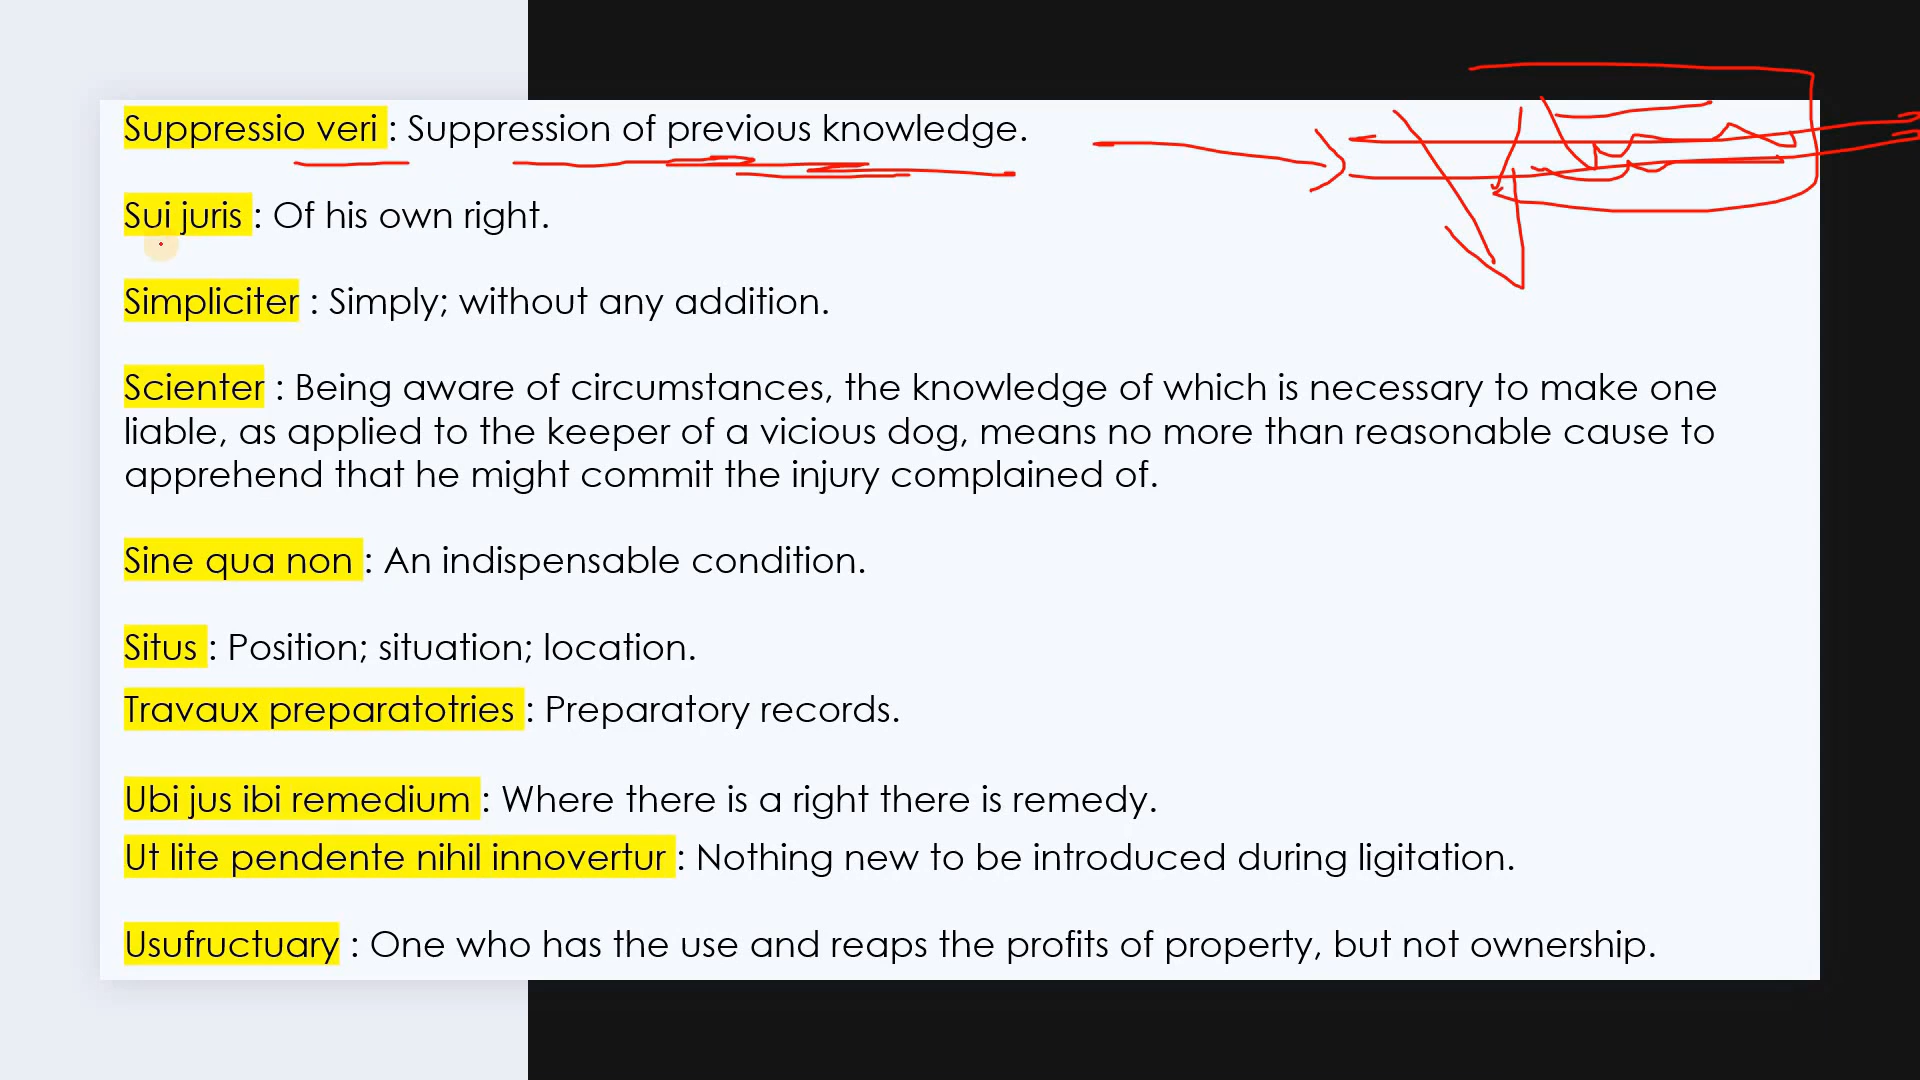 Suppressio veri : Suppression of previous knowledge.
Sui juris : Of his own right.
Simpliciter : Simply; without any addition.
Scienter : Being aware of circumstances, the knowledge of which is necessary to make one
liable, as applied to the keeper of a vicious dog, means no more than reasonable cause to
apprehend that he might commit the injury complained of.
Sine qua non : An indispensable condition.
Situs : Position; situation; location.
Travaux preparatotries : Preparatory records.
Ubi jus ibi remedium : Where there is a right there is remedy.
Ut lite pendente nihil innovertur : Nothing new to be introduced during ligitation.
Usufructuary : One who has the use and reaps the profits of property, but not ownership.